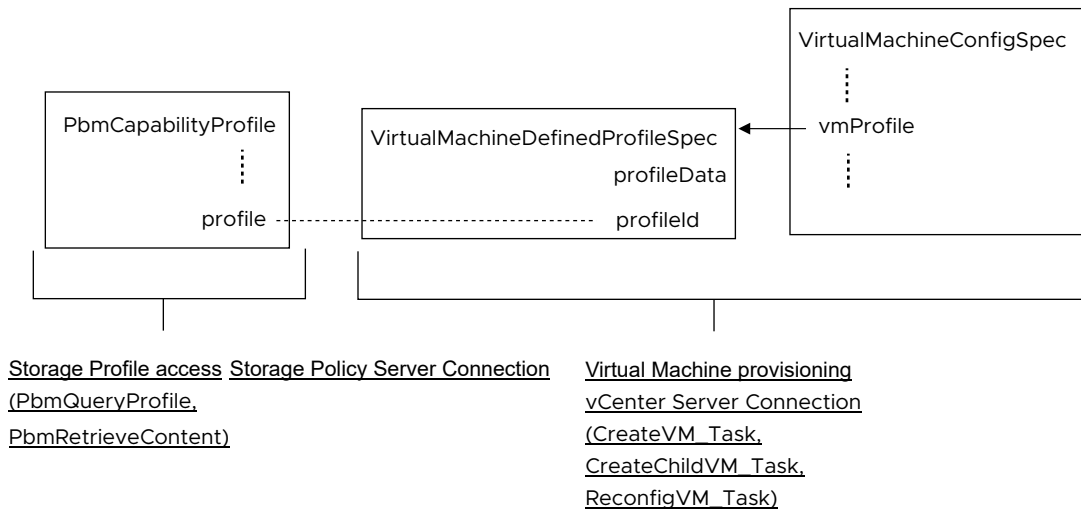 VirtualMachineConfigSpec
PbmCapabilityProfile
vmProfile
VirtualMachineDefinedProfileSpec
profileData
profile
profileId
Storage Profile access Storage Policy Server Connection
(PbmQueryProfile,
PbmRetrieveContent)
Virtual Machine provisioning
vCenter Server Connection
(CreateVM_Task,
CreateChildVM_Task,
ReconfigVM_Task)